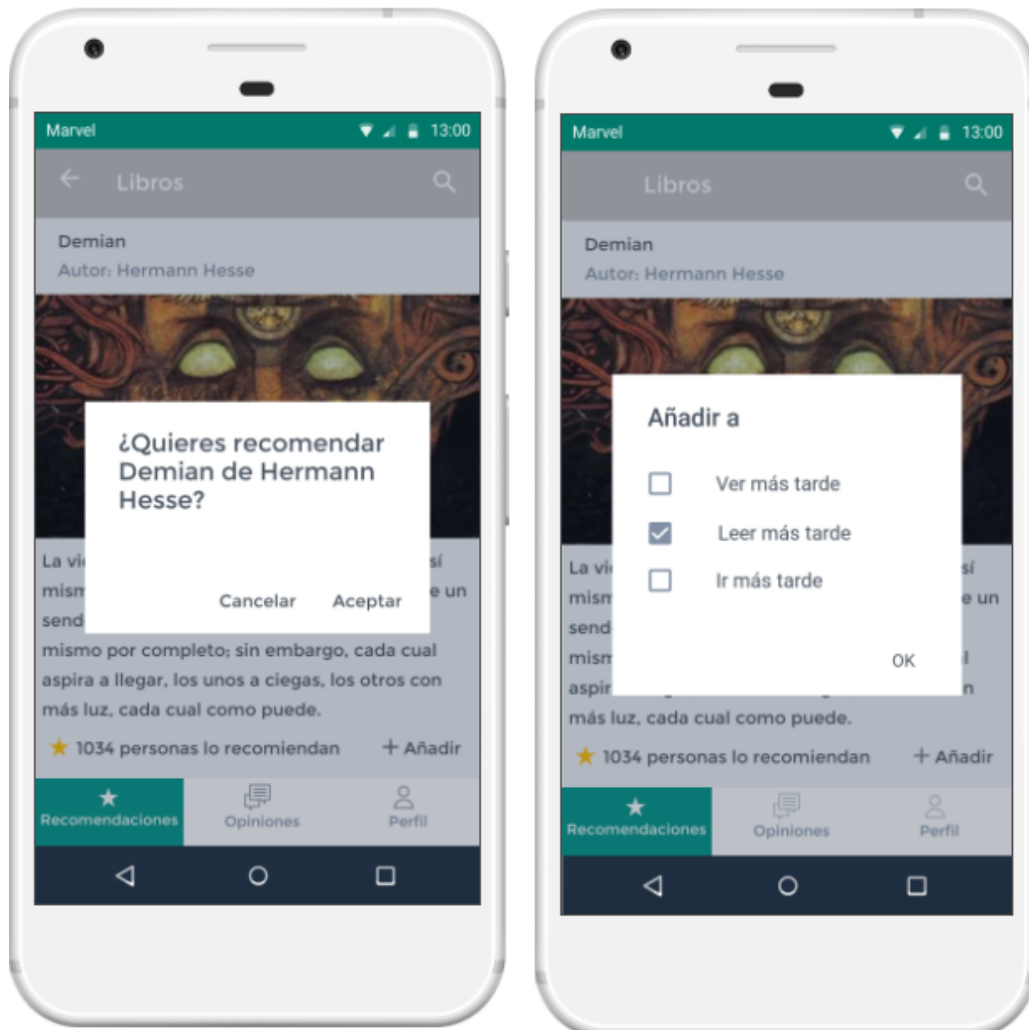 Marvel
13:00
Libros
Demian
Autor: Hermann Hesse
¿Quieres recomendar
Demian de Hermann
Hesse?
Cancelar Aceptar
La sí
mism e un
send
mismo por completo; sin embargo, cada cual
aspira a llegar, los unos a ciegas, los otros con
más luz, cada cual como puede.
1034 personas lo recomiendan
+ Añadir
Recomendaciones
Opiniones
Perfil
Marvel
13:00
Libros
Demian
Autor: Hermann Hesse
Añadir a
Ver más tarde
Leer más tarde
Ir más tarde
OK
La sí
mism e un
send
mism
aspir n
más luz, cada cual como puede.
1034 personas lo recomiendan
+ Añadir
Recomendaciones
Opiniones
Perfil